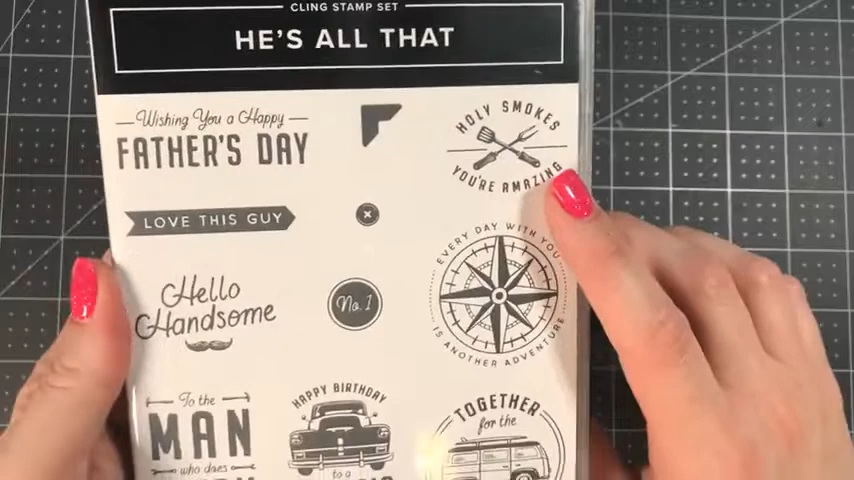 CLING STAMP SET
HE'S ALL THAT
Wishing You a Happy
FATHER'S DAY
HOLY SMOKES
YOU'RE AMAZING
LOVE THIS GUY
EVERY DAY WITH YOU
IS ANOTHER ADVENTURE
Hello
Handsome
No. 1
To the
MAN
who does
HAPPY BIRTHDAY
to a
TOGETHER
for the